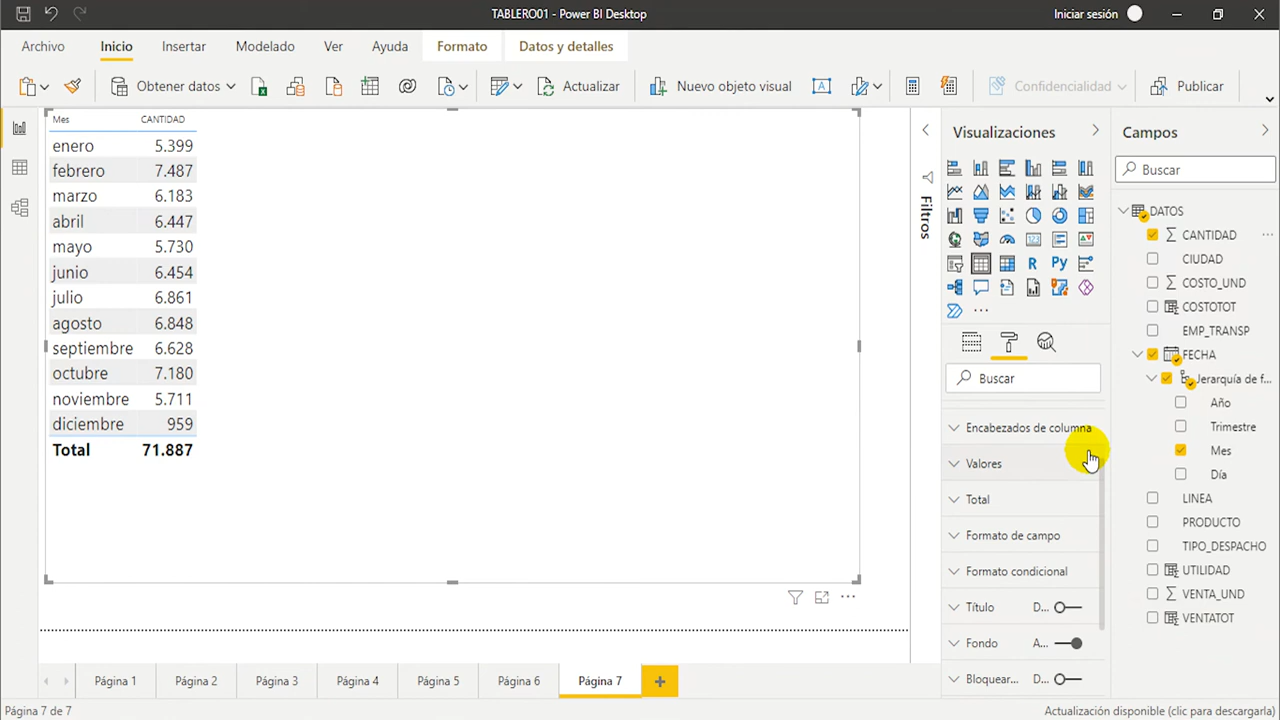 TABLERO01 - Power BI Desktop
Iniciar sesión
Archivo
Inicio
Insertar
Modelado
Ver
Ayuda
Formato
Datos y detalles
Obtener datos
Actualizar
Nuevo objeto visual
Confidencialidad
Publicar
Mes CANTIDAD
enero 5.399
febrero 7.487
marzo 6.183
abril 6.447
mayo 5.730
junio 6.454
julio 6.861
agosto 6.848
septiembre 6.628
octubre 7.180
noviembre 5.711
diciembre 959
Total 71.887
Filtros
Visualizaciones
R
Py
Buscar
Encabezados de columna
Valores
Total
Formato de campo
Formato condicional
Título D...
Fondo A...
Bloquear... D...
Campos
Buscar
DATOS
CANTIDAD
CIUDAD
COSTO_UND
COSTOTOT
EMP_TRANSP
FECHA
Jerarquía de f...
Año
Trimestre
Mes
Día
LINEA
PRODUCTO
TIPO_DESPACHO
UTILIDAD
VENTA_UND
VENTATOT
Página 1
Página 2
Página 3
Página 4
Página 5
Página 6
Página 7
Página 7 de 7
Actualización disponible (clic para descargarla)